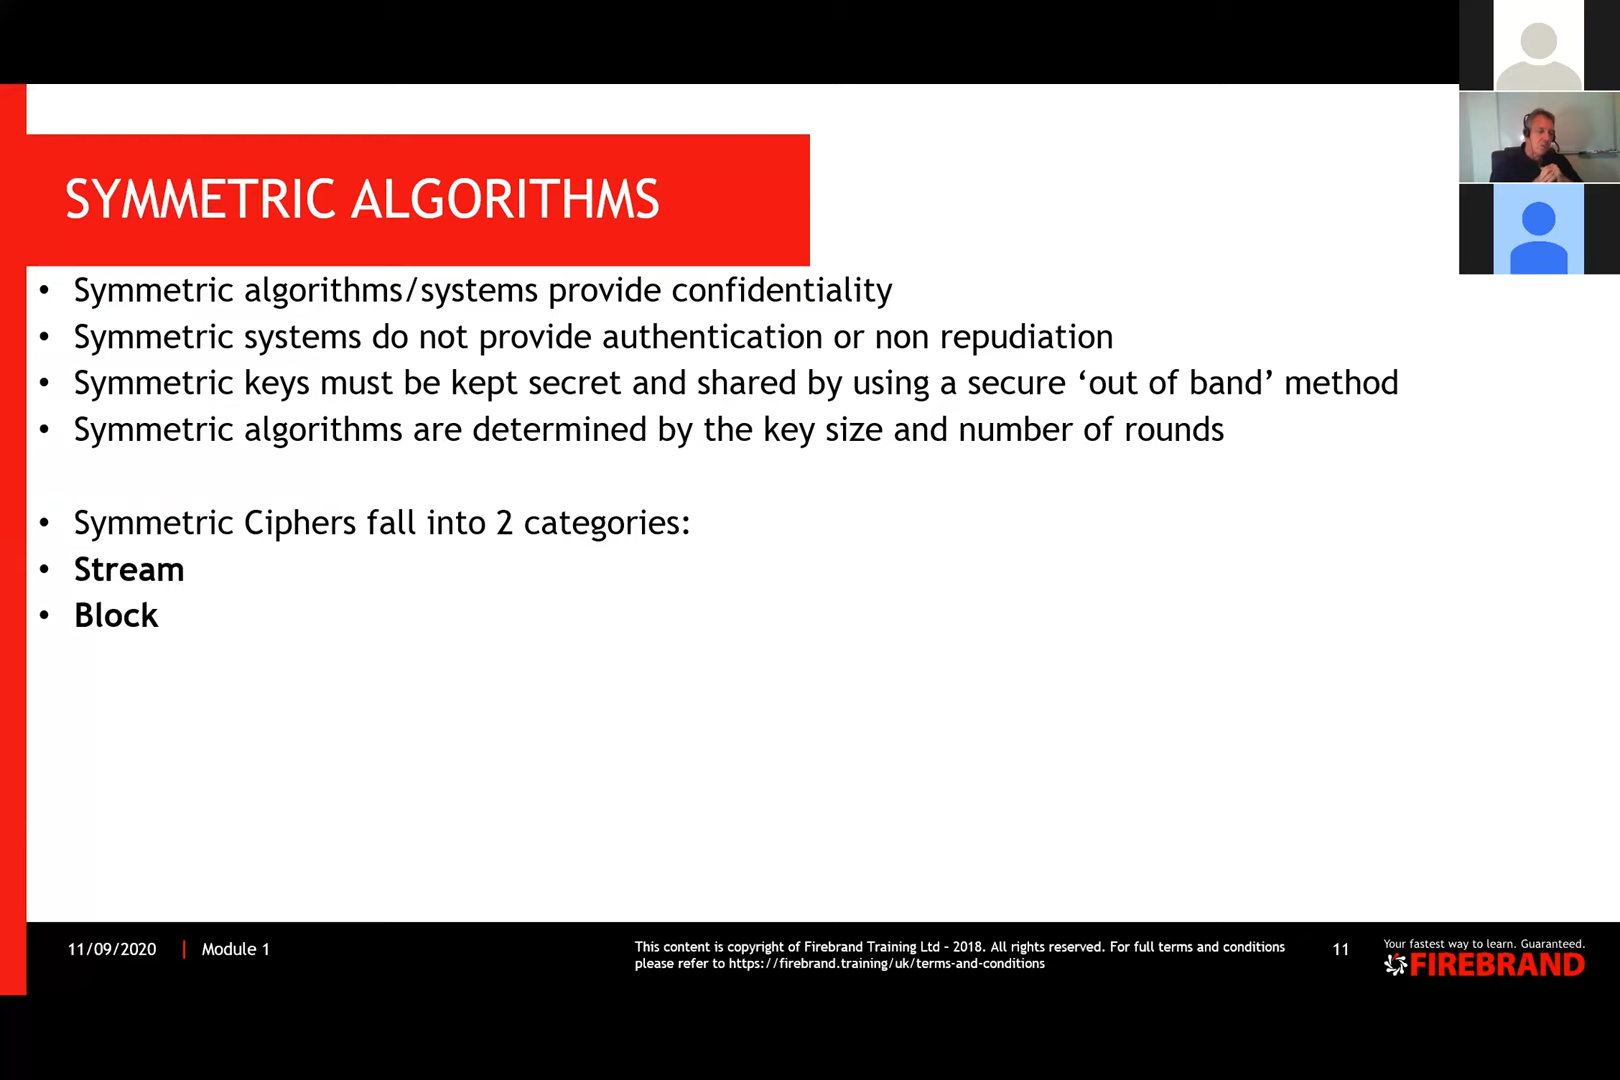 SYMMETRIC ALGORITHMS
• Symmetric algorithms/systems provide confidentiality
• Symmetric systems do not provide authentication or non repudiation
• Symmetric keys must be kept secret and shared by using a secure ‘out of band’ method
• Symmetric algorithms are determined by the key size and number of rounds
• Symmetric Ciphers fall into 2 categories:
• Stream
• Block
11/09/2020 | Module 1
This content is copyright of Firebrand Training Ltd – 2018. All rights reserved. For full terms and conditions
please refer to https://firebrand.training/uk/terms-and-conditions
11
Your fastest way to learn. Guaranteed.
FIREBRAND